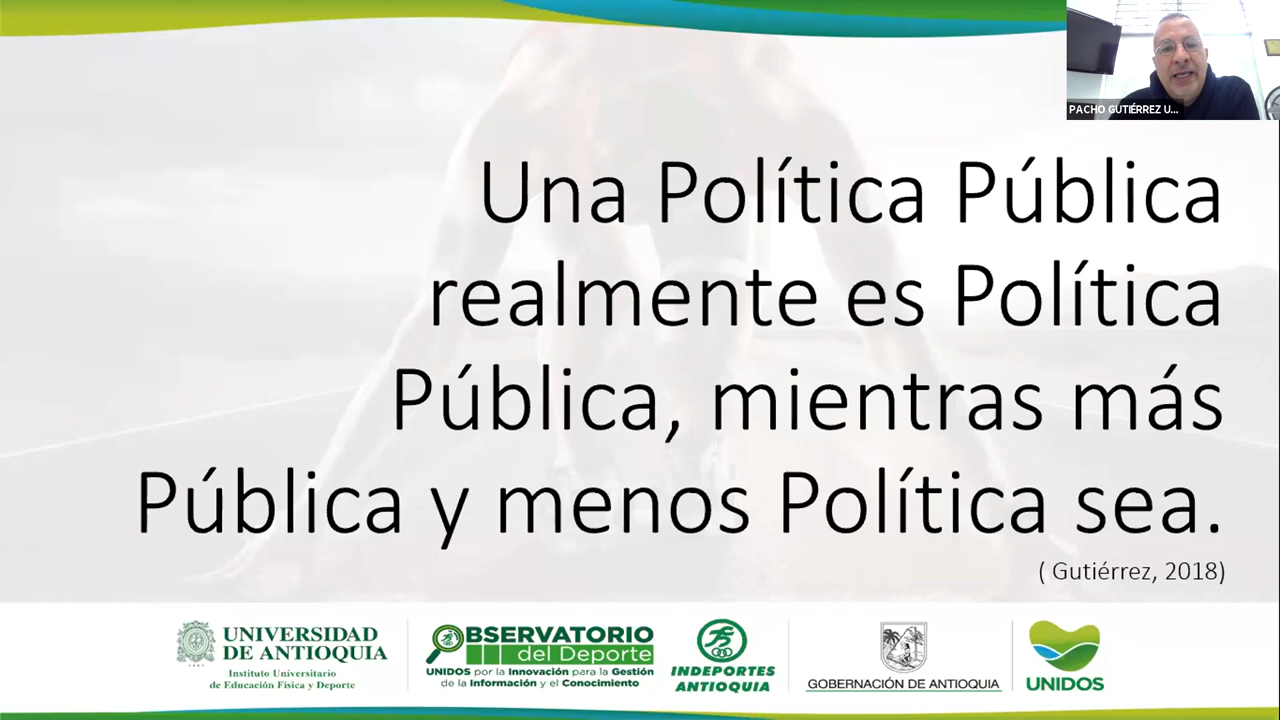 PACHO GUTIÉRREZ U...
Una Política Pública
realmente es Política
Pública, mientras más
Pública y menos Política sea.
( Gutiérrez, 2018)
UNIVERSIDAD
DE ANTIOQUIA
Instituto Universitario
de Educación Física y Deporte
OBSERVATORIO
del Deporte
UNIDOS por la Innovación para la Gestión
de la Información y el Conocimiento
INDEPORTES
ANTIOQUIA
GOBERNACIÓN DE ANTIOQUIA
UNIDOS